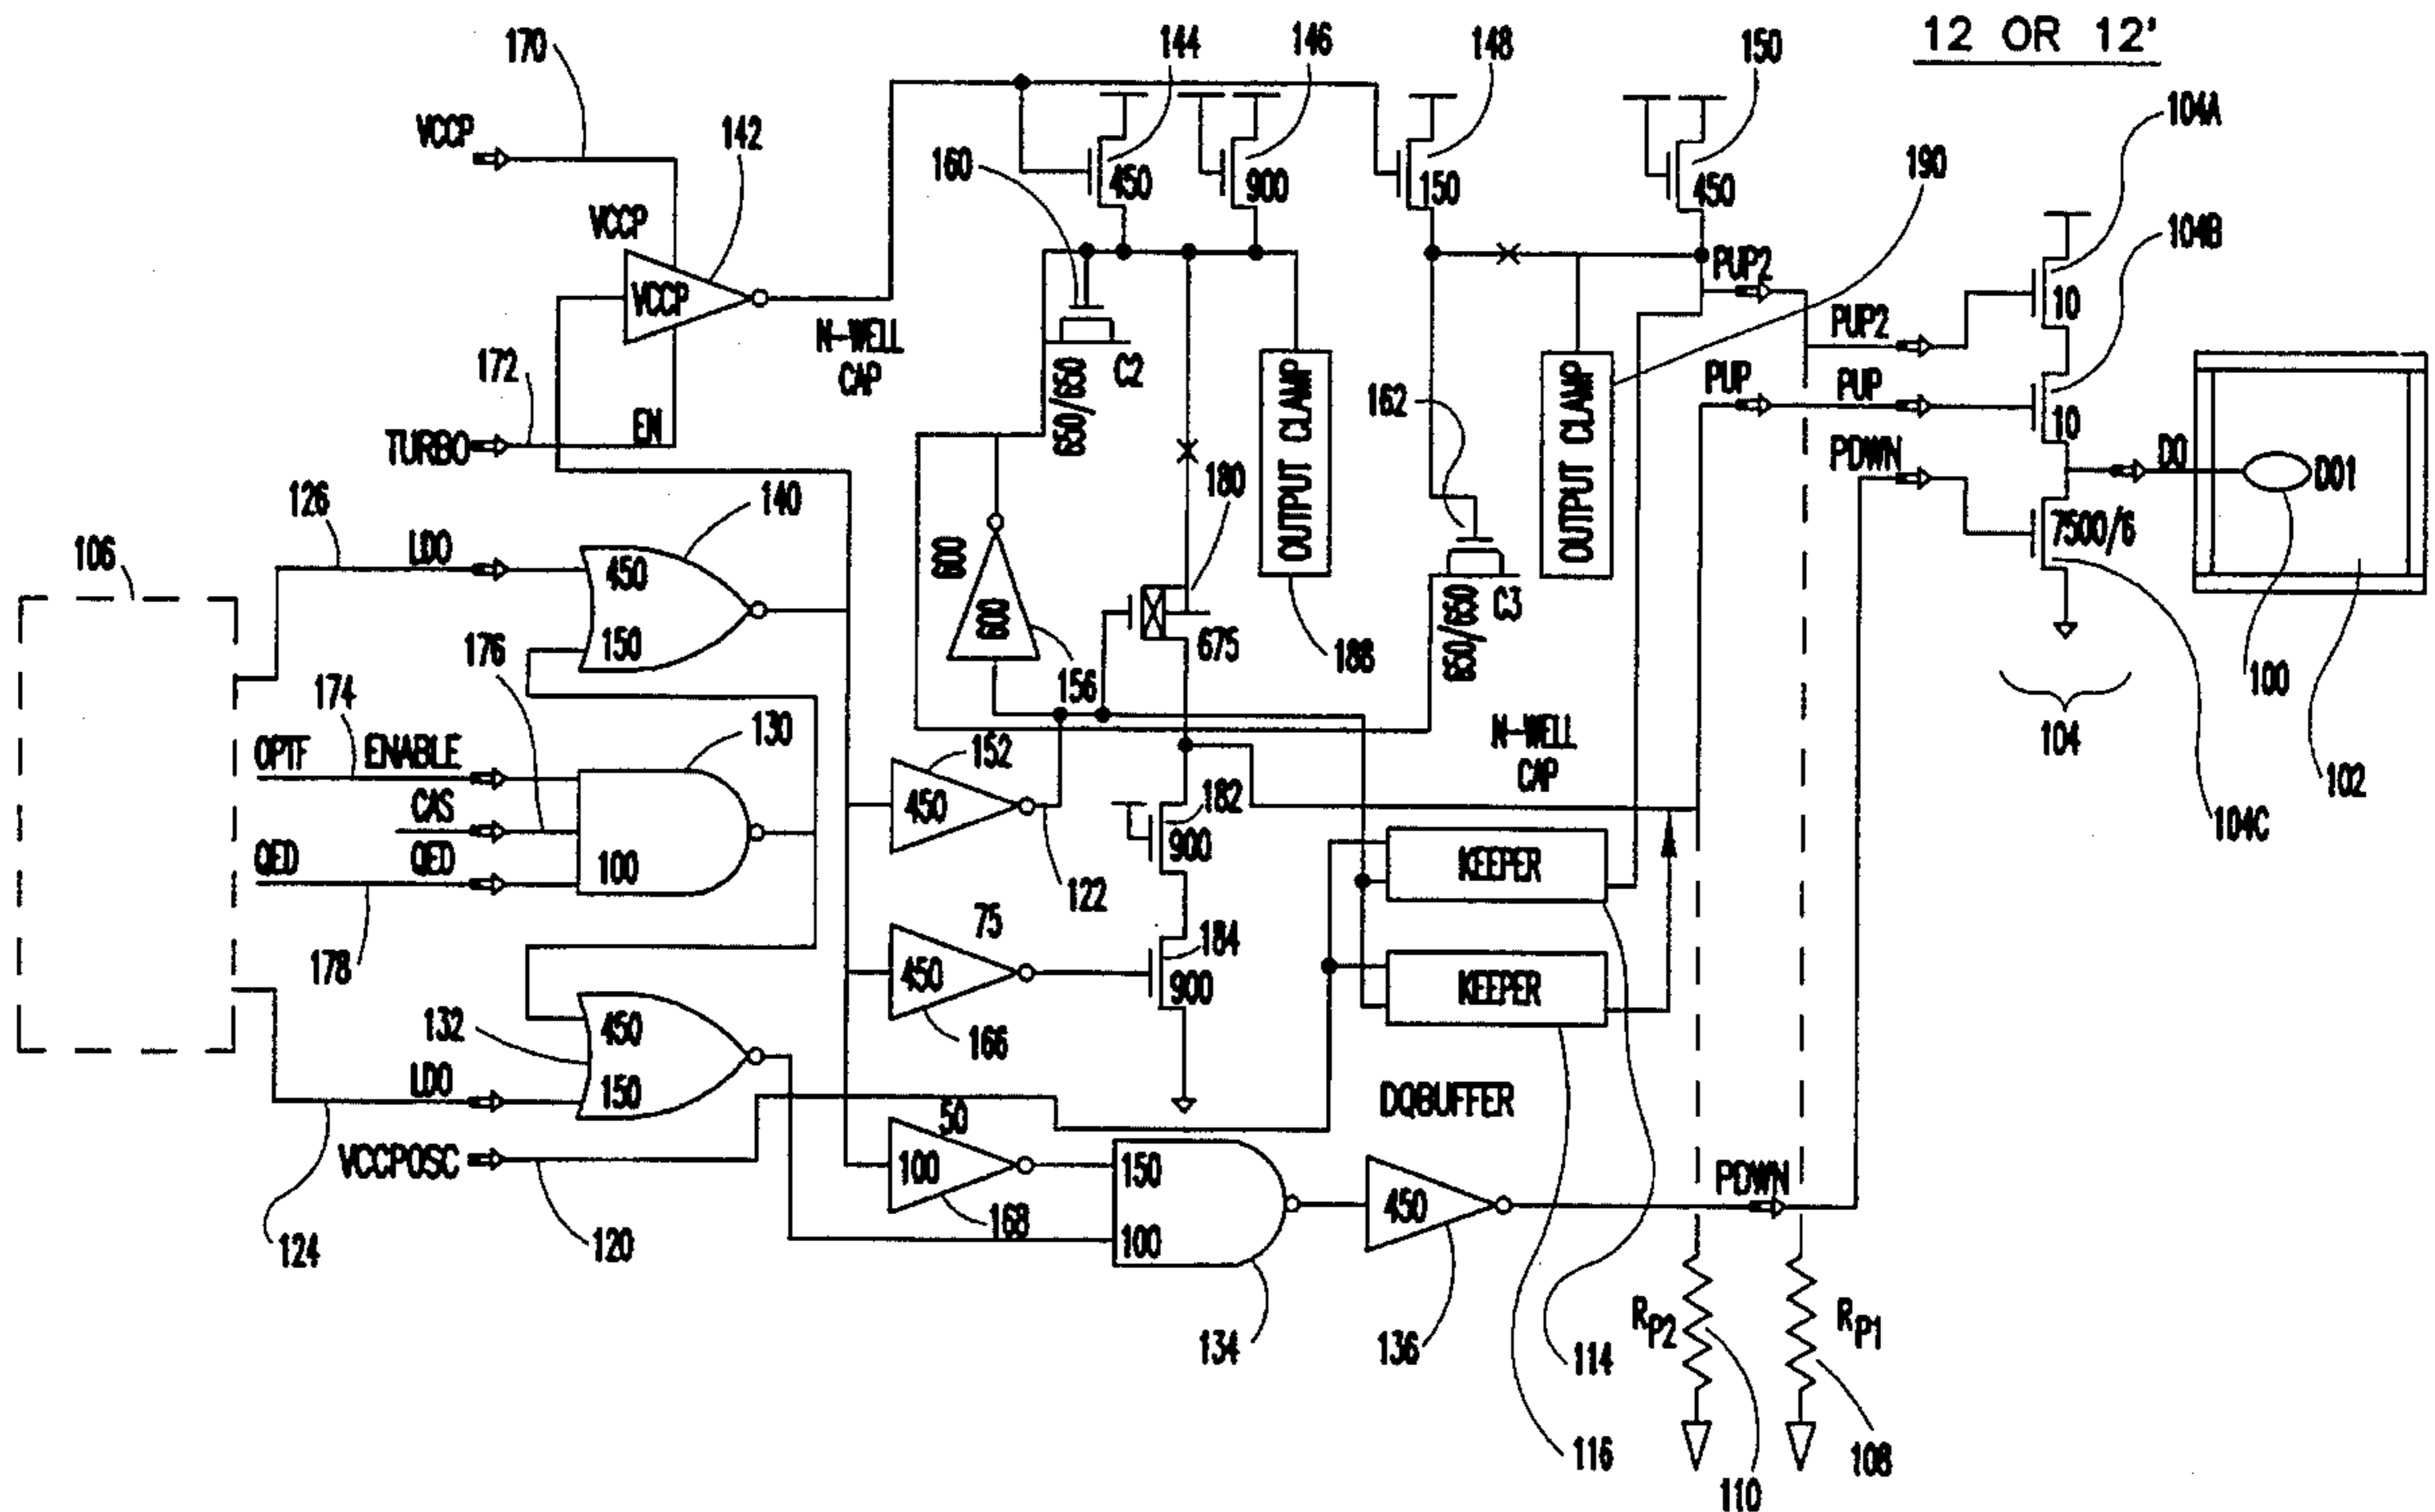 12 OR 12'
170
144
146
148
150
104A
VCCP
142
160
190
104B
VCCP
450
900
150
450
VCCP
PUP2
10
N-WELL
CAP
PUP2
172
EN
650/650
C2
162
PUP
PUP
10
TURBO
OUTPUT CLAMP
OUTPUT CLAMP
PDWN
DQ
DQ1
126
140
180
106
LDO
450
600
7500/6
600
650/650
C3
150
176
675
188
156
100
174
130
N-WELL
CAP
104
102
OPTF
ENABLE
152
182
104C
CAS
450
KEEPER
QED
QED
100
900
122
75
184
178
450
900
KEEPER
132
450
166
LDO
150
DQBUFFER
50
VCCPOSC
100
150
PDWN
168
450
124
120
100
RP2
RP1
134
136
114
116
110
108